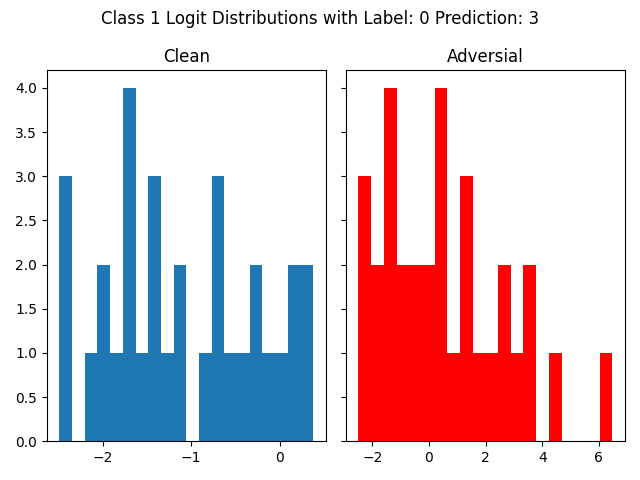 Class 1 Logit Distributions with Label: 0 Prediction: 3
Clean
Adversial
4.0
3.5
3.0
2.5
2.0
1.5
1.0
0.5
0.0
−2 −1 0
−2 0 2 4 6